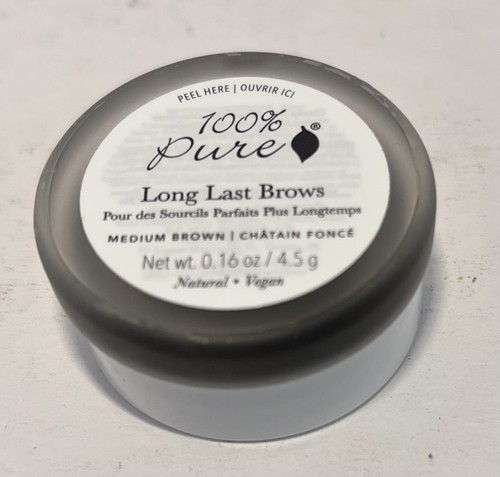 PEEL HERE | OUVRIR ICI
100%
Pure®
Long Last Brows
Pour des Sourcils Parfaits Plus Longtemps
MEDIUM BROWN | CHÂTAIN FONCÉ
Net wt. 0.16 oz / 4.5 g
Natural • Vegan